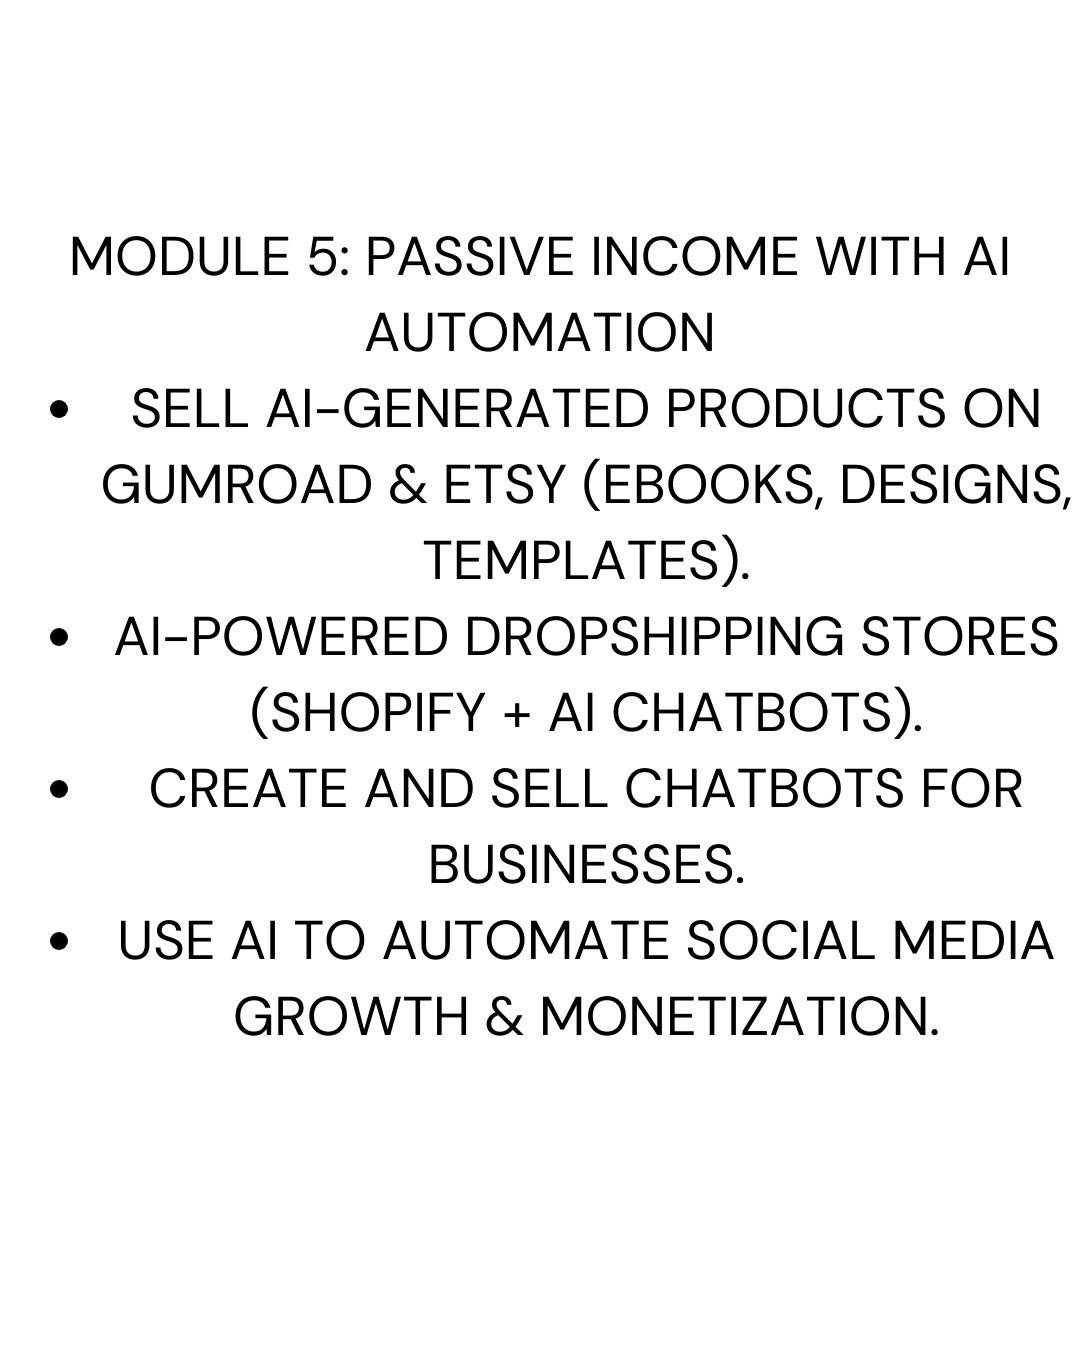 MODULE 5: PASSIVE INCOME WITH AI
AUTOMATION
• SELL AI-GENERATED PRODUCTS ON
GUMROAD & ETSY (EBOOKS, DESIGNS,
TEMPLATES).
• AI-POWERED DROPSHIPPING STORES
(SHOPIFY + AI CHATBOTS).
• CREATE AND SELL CHATBOTS FOR
BUSINESSES.
• USE AI TO AUTOMATE SOCIAL MEDIA
GROWTH & MONETIZATION.